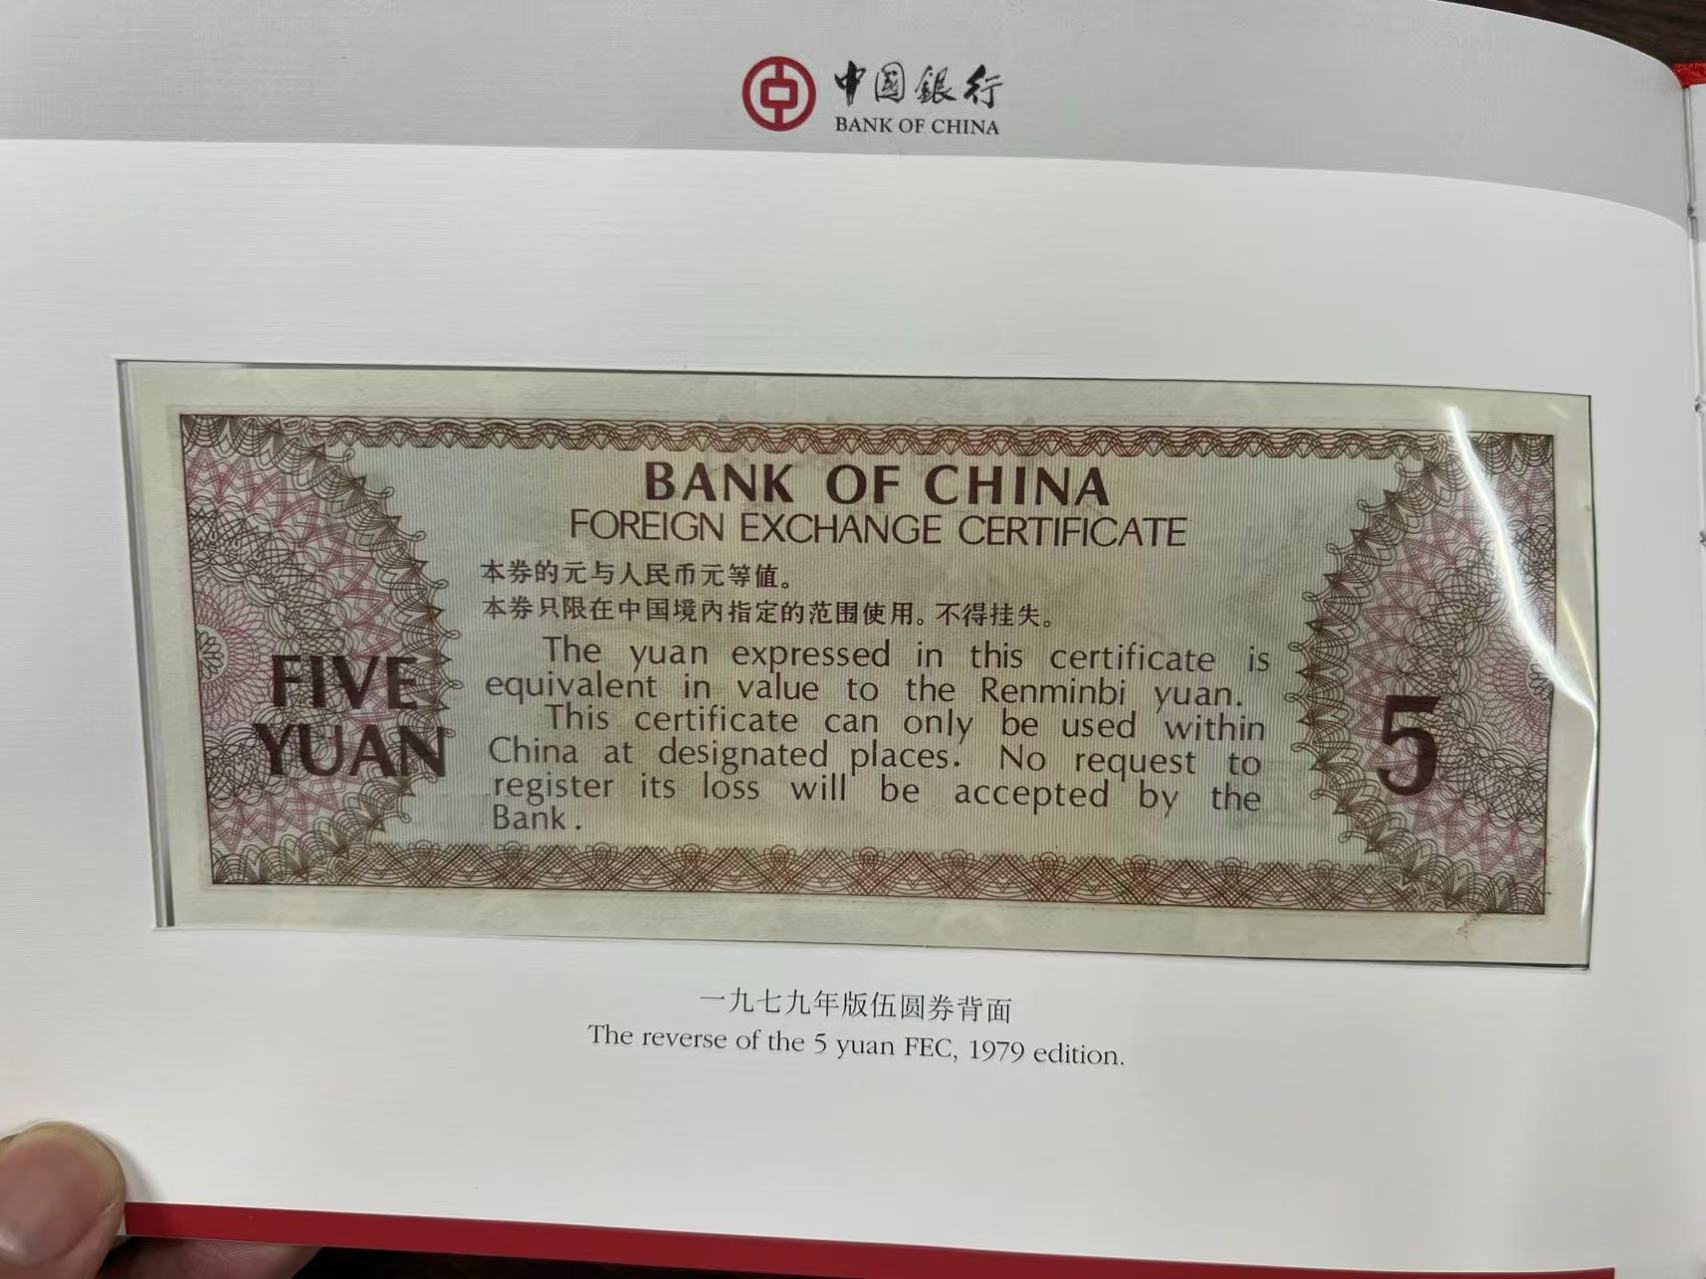 中国銀行
BANK OF CHINA
BANK OF CHINA
FOREIGN EXCHANGE CERTIFICATE
本券的元与人民币元等值。
本券只限在中国境内指定的范围使用。不得挂失。
The yuan expressed in this certificate is
equivalent in value to the Renminbi yuan.
This certificate can only be used within
China at designated places. No request to
register its loss will be accepted by the
Bank.
FIVE
YUAN
5
一九七九年版伍圆券背面
The reverse of the 5 yuan FEC, 1979 edition.